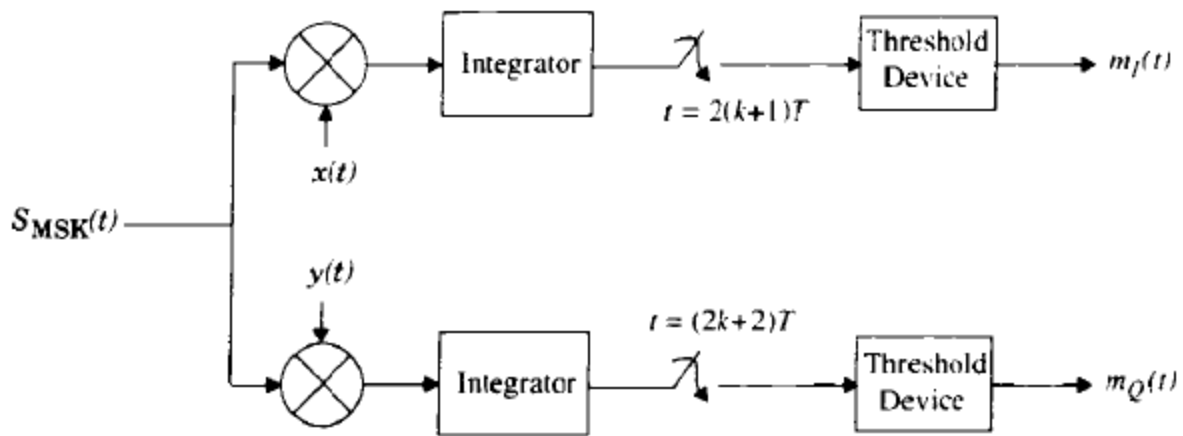 Integrator
Threshold
Device
m_I(t)
t = 2(k+1)T
x(t)
S_MSK(t)
y(t)
t = (2k+2)T
Integrator
Threshold
Device
m_Q(t)